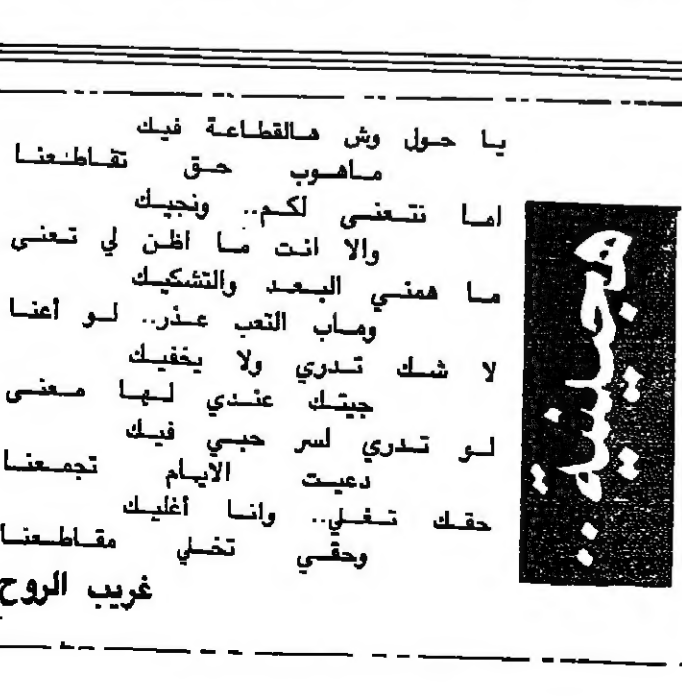 هجيسية..
يا حول وش هالقطاعة فيك
ماهوب حق تقاطعنا
اما نتعنى لكم.. ونجيك
والا انت ما اظن لي تعنى
ما همني البعد والتشكيك
وماب التعب عذر.. لو أعنا
لا شك تدري ولا يخفيك
جيتك عندي لها معنى
لو تدري لسر حبي فيك
دعيت الايام تجمعنا
حقك تغلي.. وانا أغليك
وحقي تخلي مقاطعنا
غريب الروح